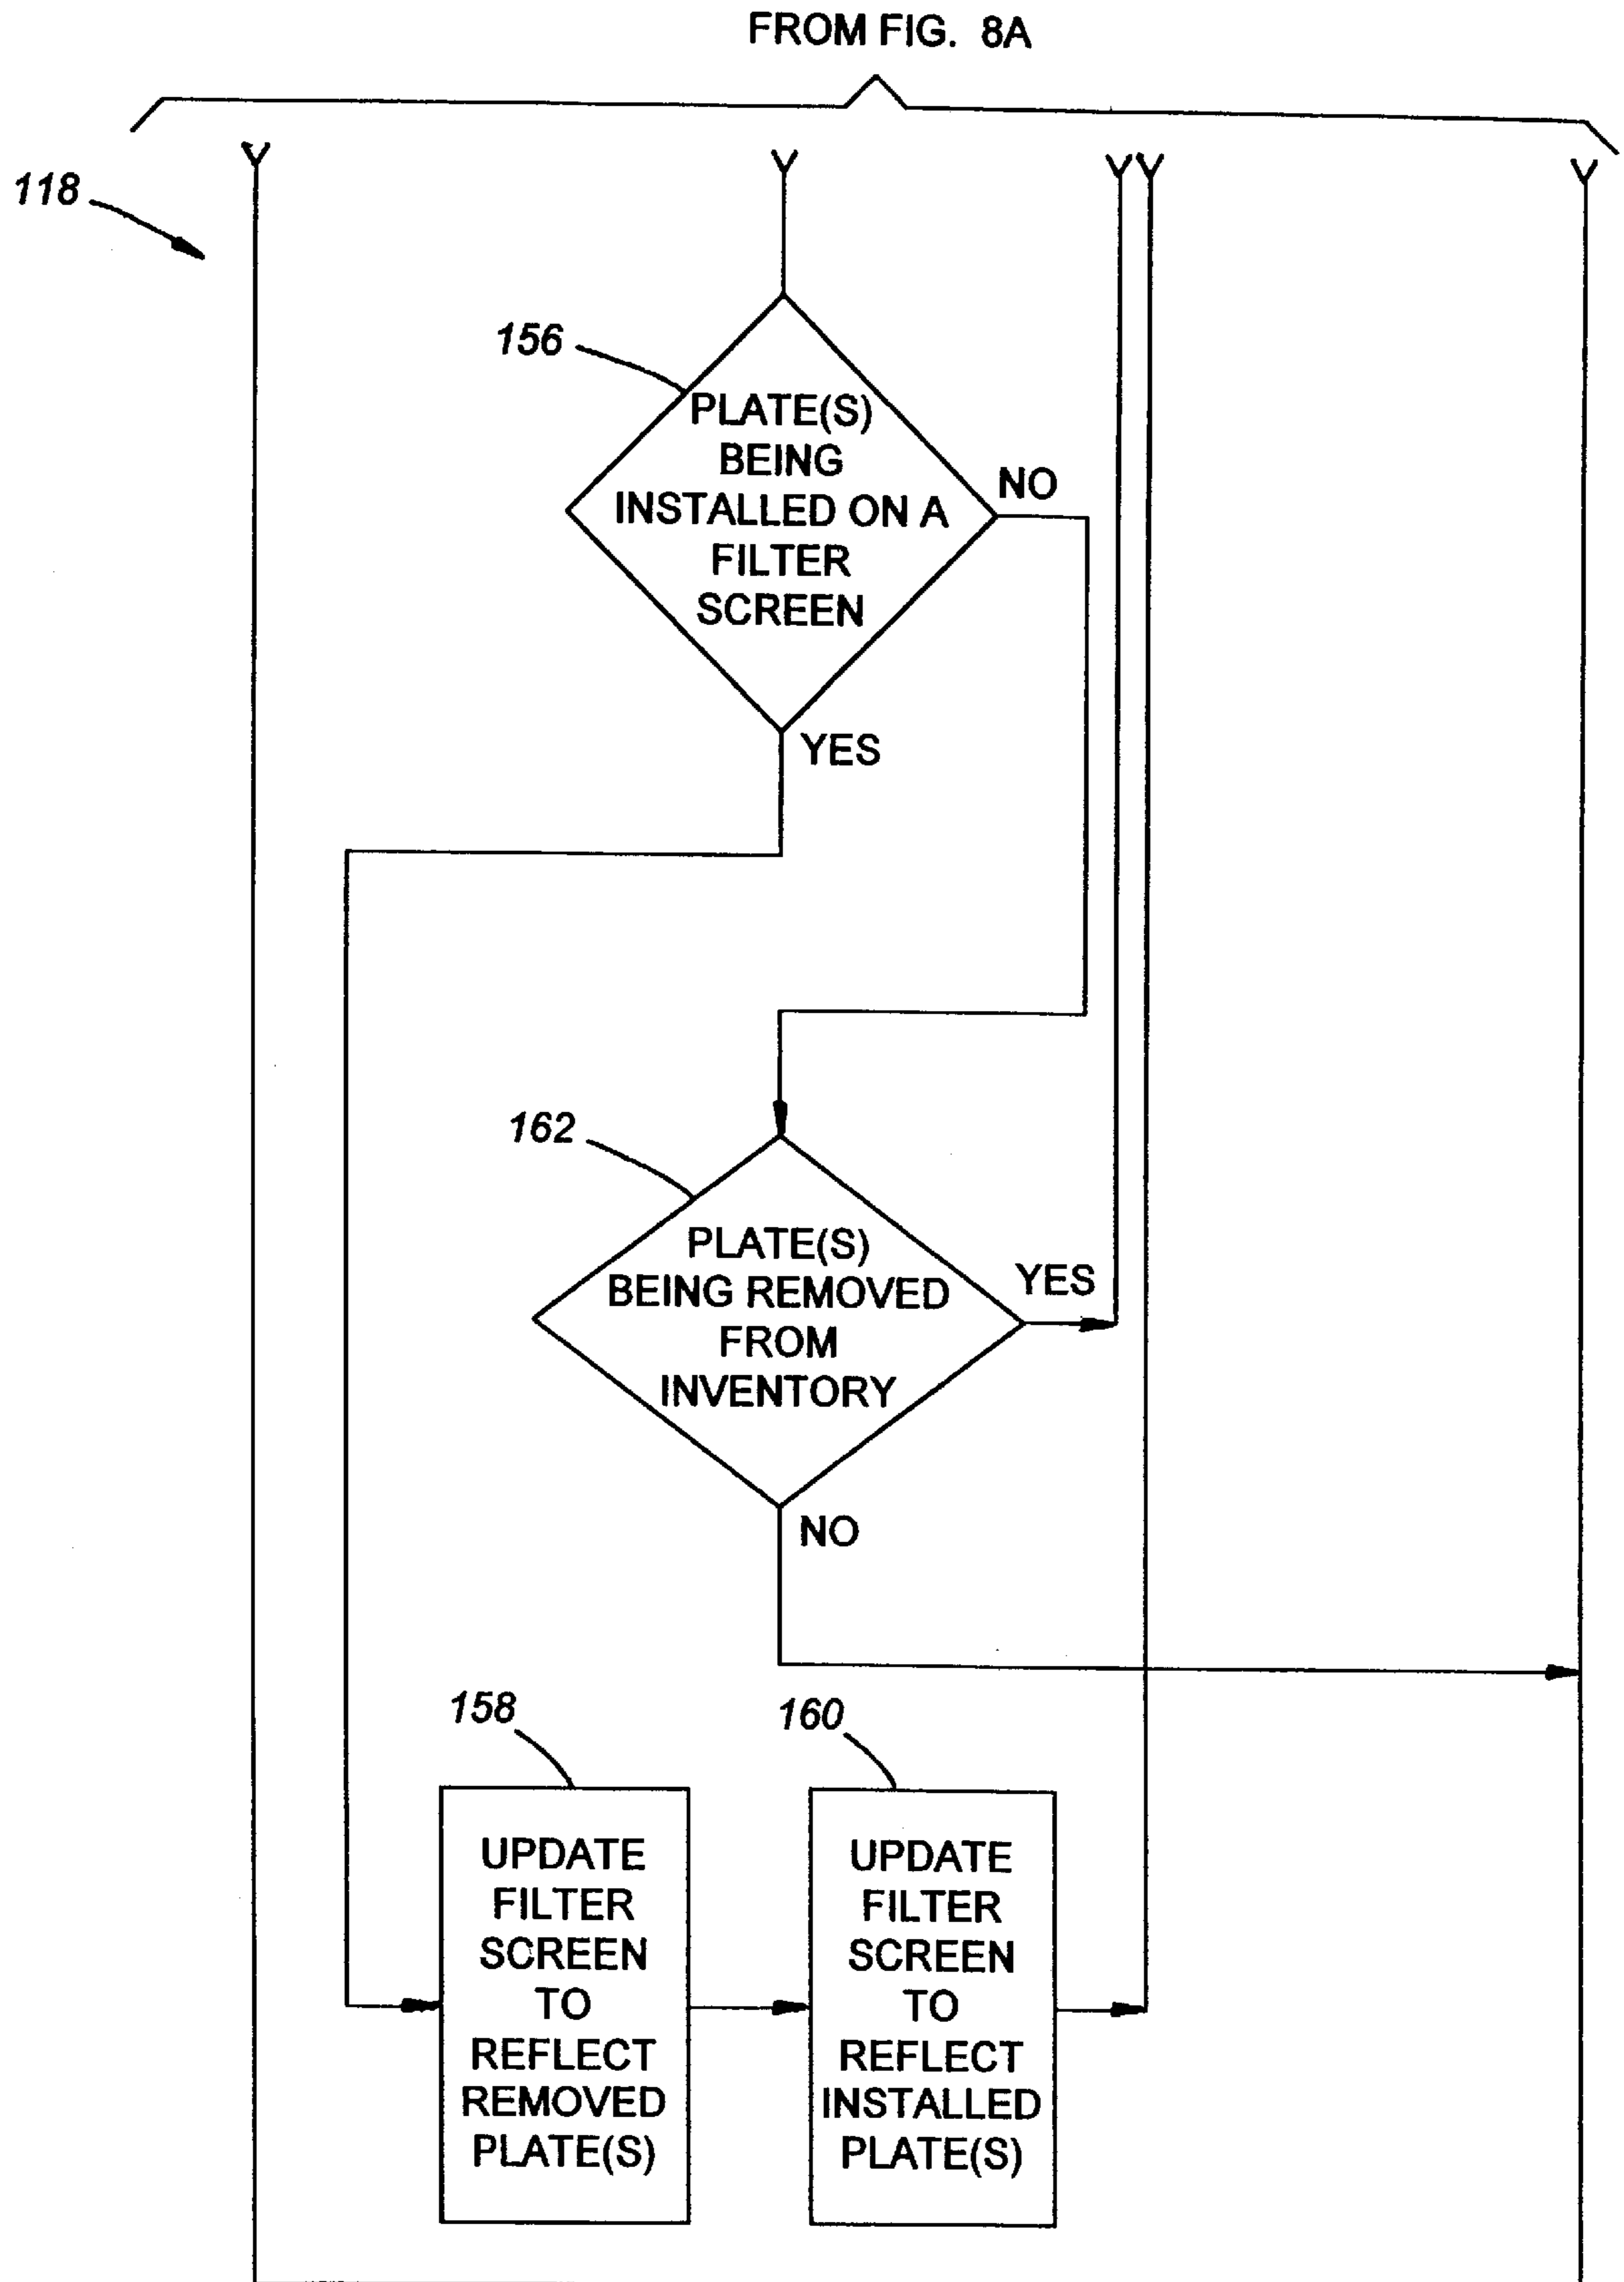 FROM FIG. 8A
118
156
PLATE(S)
BEING
INSTALLED ON A
FILTER
SCREEN
NO
YES
162
PLATE(S)
BEING REMOVED
FROM
INVENTORY
YES
NO
158
UPDATE
FILTER
SCREEN
TO
REFLECT
REMOVED
PLATE(S)
160
UPDATE
FILTER
SCREEN
TO
REFLECT
INSTALLED
PLATE(S)